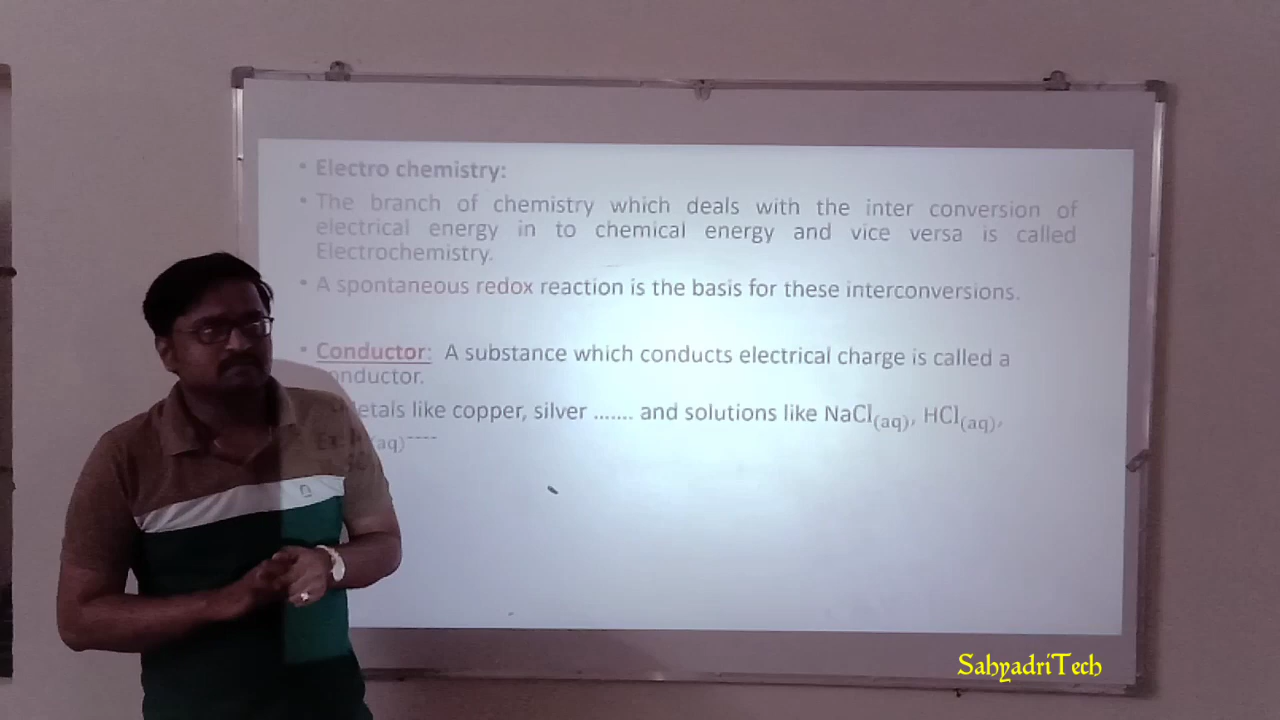 • Electro chemistry:
• The branch of chemistry which deals with the inter conversion of
electrical energy in to chemical energy and vice versa is called
Electrochemistry.
• A spontaneous redox reaction is the basis for these interconversions.
• Conductor: A substance which conducts electrical charge is called a
conductor.
Metals like copper, silver ....... and solutions like NaCl(aq), HCl(aq),
(aq)----
SahyadriTech